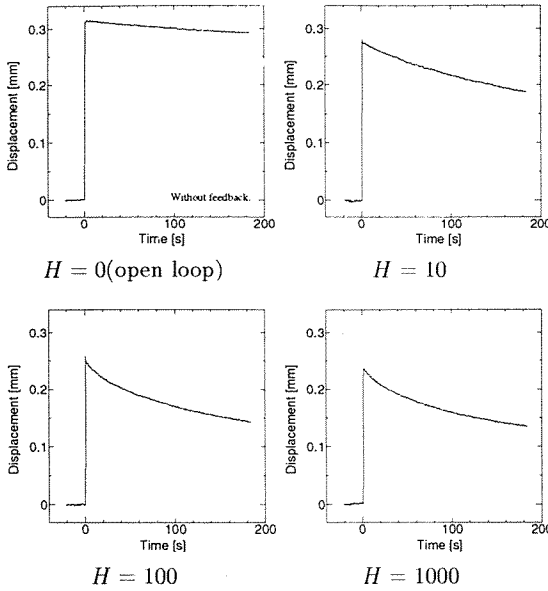 Displacement [mm]
0.3
0.2
0.1
0
Without feedback.
0
100
200
Time [s]
H = 0(open loop)
Displacement [mm]
0.3
0.2
0.1
0
0
100
200
Time [s]
H = 10
Displacement [mm]
0.3
0.2
0.1
0
0
100
200
Time [s]
H = 100
Displacement [mm]
0.3
0.2
0.1
0
0
100
200
Time [s]
H = 1000